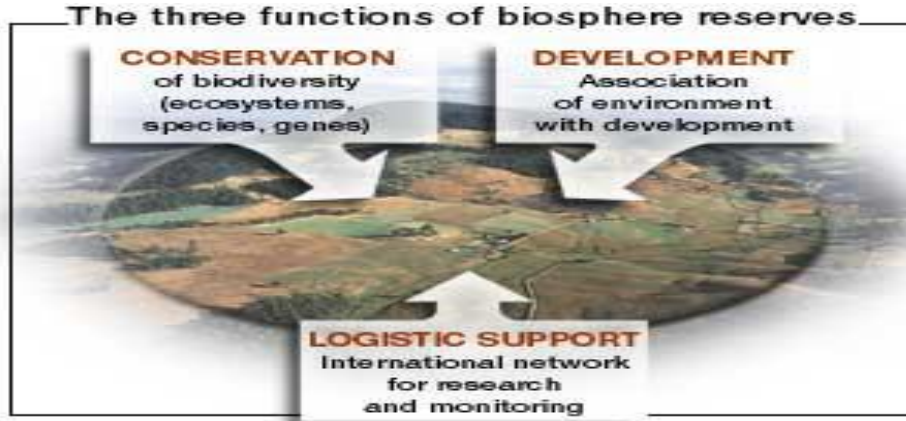 The three functions of biosphere reserves
CONSERVATION
of biodiversity
(ecosystems,
species, genes)
DEVELOPMENT
Association
of environment
with development
LOGISTIC SUPPORT
International network
for research
and monitoring